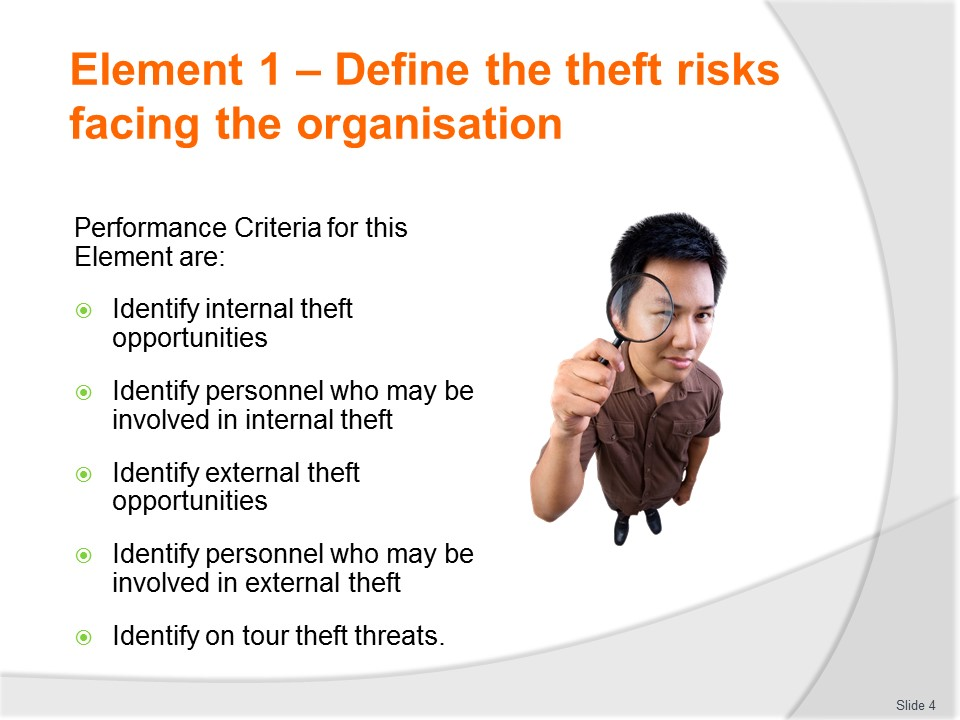 Element 1 – Define the theft risks
facing the organisation
Performance Criteria for this
Element are:
Identify internal theft
opportunities
Identify personnel who may be
involved in internal theft
Identify external theft
opportunities
Identify personnel who may be
involved in external theft
Identify on tour theft threats.
Slide 4